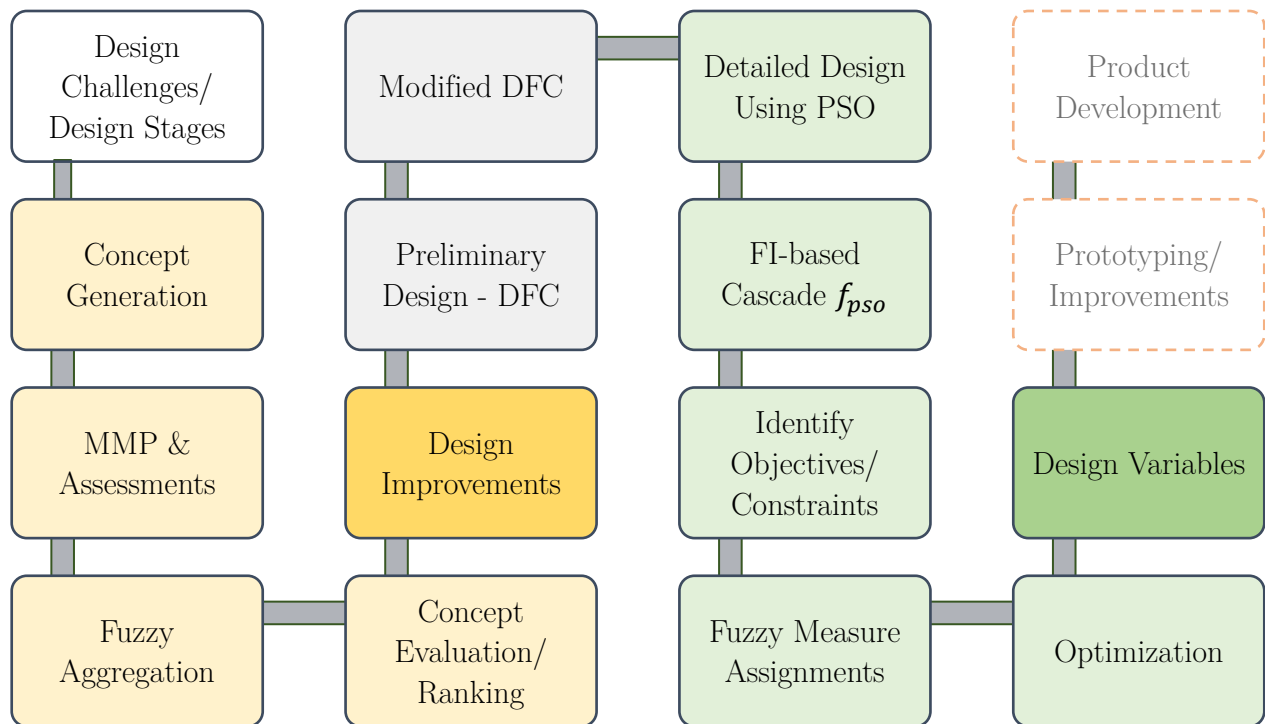 Design
Challenges/
Design Stages
Concept
Generation
MMP &
Assessments
Fuzzy
Aggregation
Concept
Evaluation/
Ranking
Design
Improvements
Preliminary
Design - DFC
Modified DFC
Detailed Design
Using PSO
FI-based
Cascade f_pso
Identify
Objectives/
Constraints
Fuzzy Measure
Assignments
Optimization
Design Variables
Prototyping/
Improvements
Product
Development